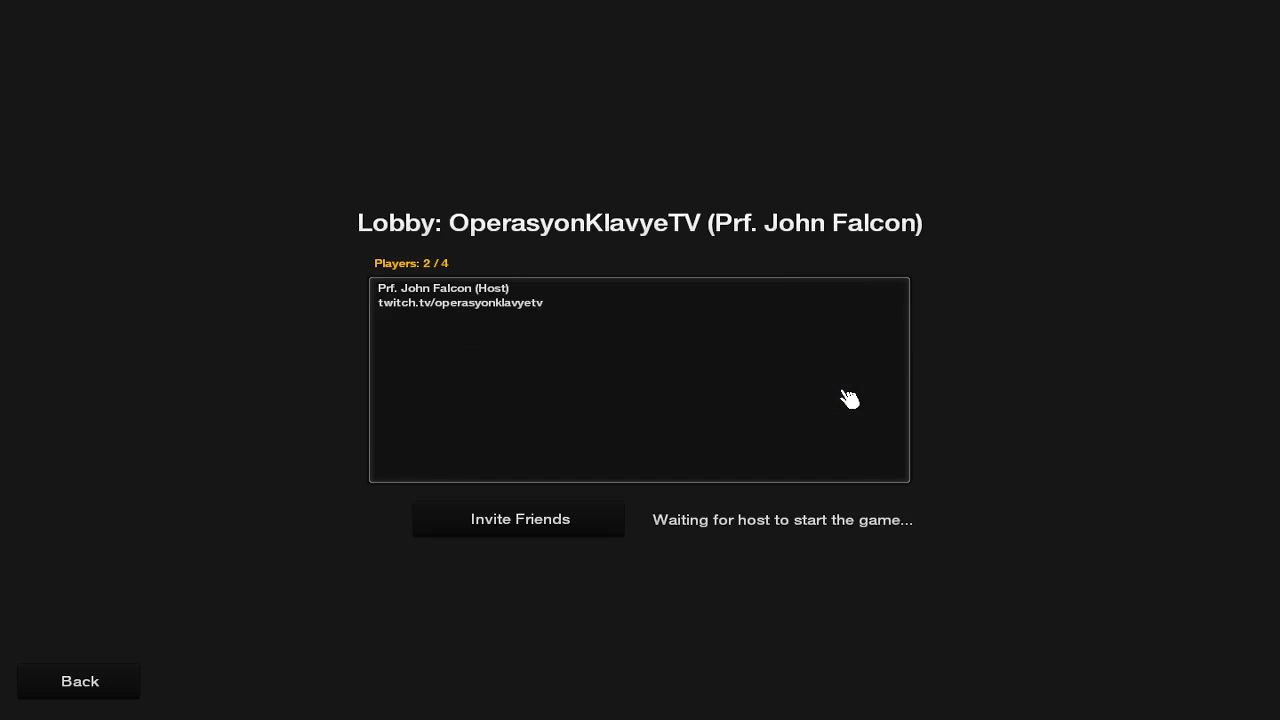 Lobby: OperasyonKlavyeTV (Prf. John Falcon)
Players: 2 / 4
Prf. John Falcon (Host)
twitch.tv/operasyonklavyetv
Invite Friends
Waiting for host to start the game...
Back